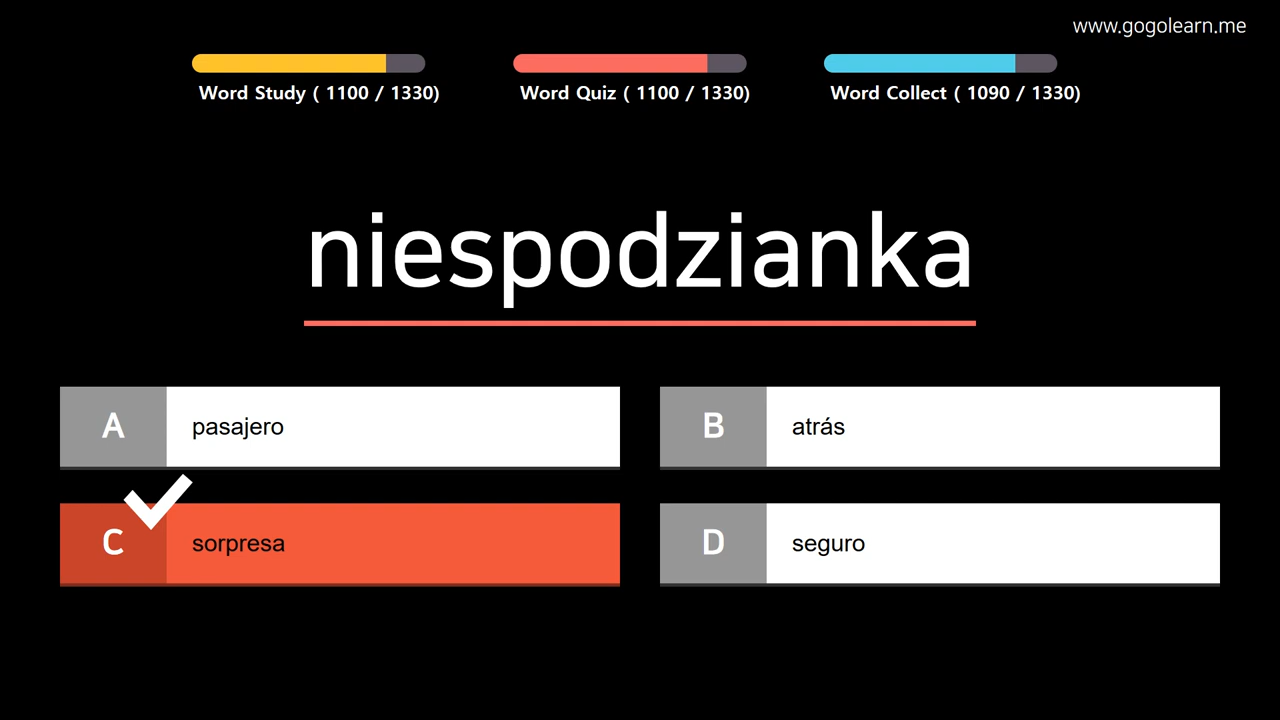 www.gogolearn.me
Word Study ( 1100 / 1330)
Word Quiz ( 1100 / 1330)
Word Collect ( 1090 / 1330)
niespodzianka
A pasajero
B atrás
C sorpresa
D seguro